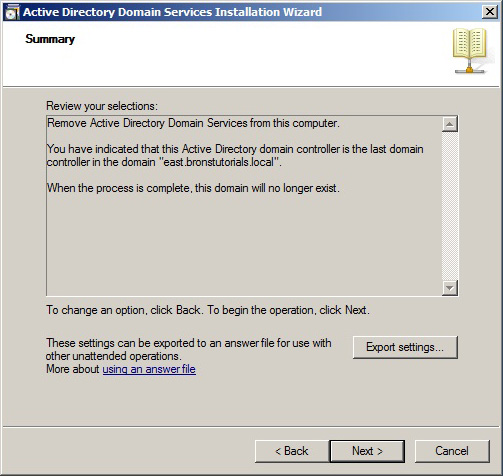 Active Directory Domain Services Installation Wizard
Summary
Review your selections:
Remove Active Directory Domain Services from this computer.
You have indicated that this Active Directory domain controller is the last domain
controller in the domain "east.bronstutorials.local".
When the process is complete, this domain will no longer exist.
To change an option, click Back. To begin the operation, click Next.
These settings can be exported to an answer file for use with
other unattended operations.
More about using an answer file
Export settings...
< Back
Next >
Cancel